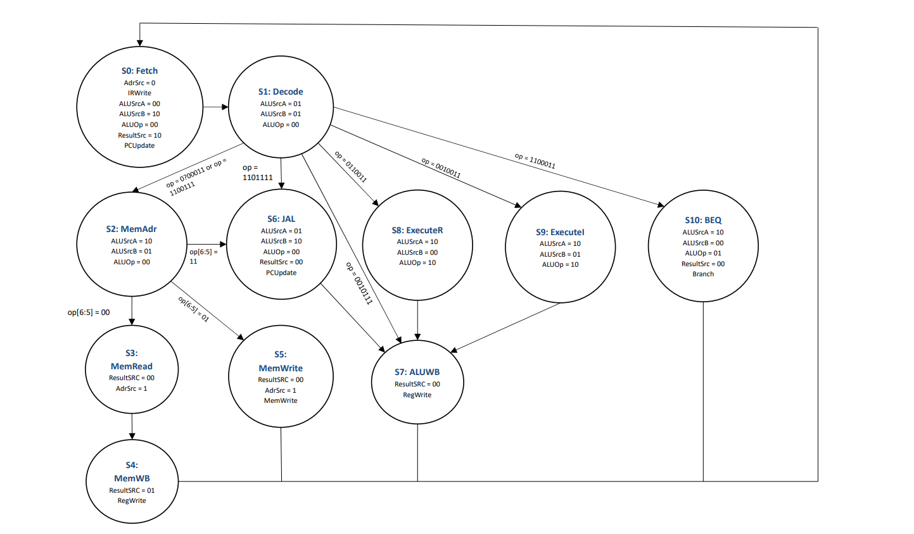 S0: Fetch
AdrSrc = 0
IRWrite
ALUSrcA = 00
ALUSrcB = 10
ALUOp = 00
ResultSrc = 10
PCUpdate
S1: Decode
ALUSrcA = 01
ALUSrcB = 01
ALUOp = 00
op = 0700011 or op =
1100111
op =
1101111
op = 0110011
op = 0010011
op = 1100011
op = 0010111
S2: MemAdr
ALUSrcA = 10
ALUSrcB = 01
ALUOp = 00
op[6:5] =
11
S6: JAL
ALUSrcA = 01
ALUSrcB = 10
ALUOp = 00
ResultSrc = 00
PCUpdate
S8: ExecuteR
ALUSrcA = 10
ALUSrcB = 00
ALUOp = 10
S9: ExecuteI
ALUSrcA = 10
ALUSrcB = 01
ALUOp = 10
S10: BEQ
ALUSrcA = 10
ALUSrcB = 00
ALUOp = 01
ResultSrc = 00
Branch
op[6:5] = 00
op[6:5] = 01
S3:
MemRead
ResultSRC = 00
AdrSrc = 1
S5:
MemWrite
ResultSRC = 00
AdrSrc = 1
MemWrite
S7: ALUWB
ResultSRC = 00
RegWrite
S4:
MemWB
ResultSRC = 01
RegWrite